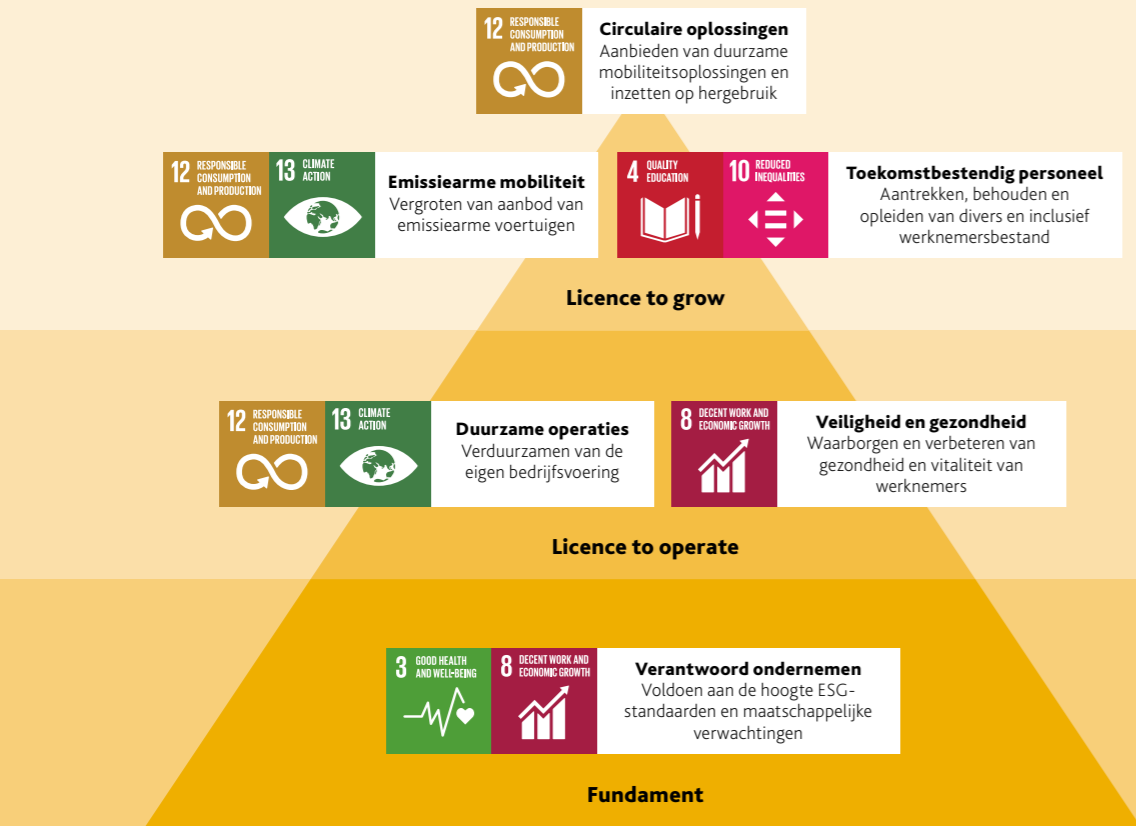 12 RESPONSIBLE
CONSUMPTION
AND PRODUCTION
Circulaire oplossingen
Aanbieden van duurzame
mobiliteitsoplossingen en
inzetten op hergebruik
12 RESPONSIBLE
CONSUMPTION
AND PRODUCTION
13 CLIMATE
ACTION
Emissiearme mobiliteit
Vergroten van aanbod van
emissiearme voertuigen
4 QUALITY
EDUCATION
10 REDUCED
INEQUALITIES
Toekomstbestendig personeel
Aantrekken, behouden en
opleiden van divers en inclusief
werknemersbestand
Licence to grow
12 RESPONSIBLE
CONSUMPTION
AND PRODUCTION
13 CLIMATE
ACTION
Duurzame operaties
Verduurzamen van de
eigen bedrijfsvoering
8 DECENT WORK AND
ECONOMIC GROWTH
Veiligheid en gezondheid
Waarborgen en verbeteren van
gezondheid en vitaliteit van
werknemers
Licence to operate
3 GOOD HEALTH
AND WELL-BEING
8 DECENT WORK AND
ECONOMIC GROWTH
Verantwoord ondernemen
Voldoen aan de hoogte ESG-
standaarden en maatschappelijke
verwachtingen
Fundament